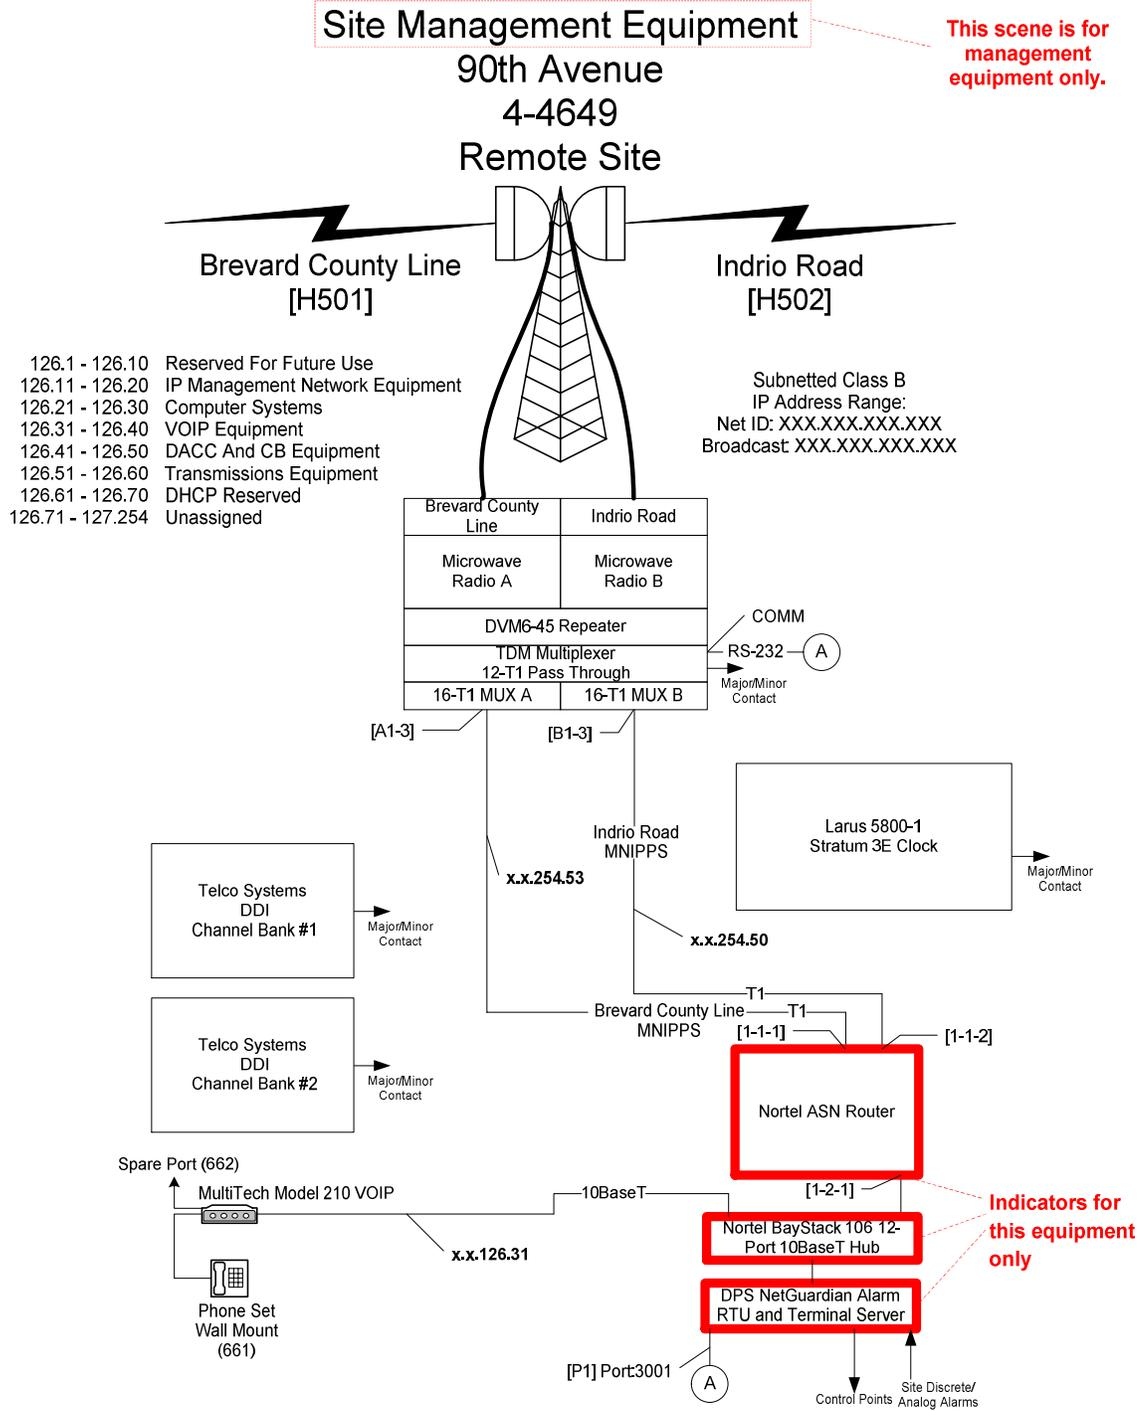 Site Management Equipment
90th Avenue
4-4649
Remote Site
This scene is for
management
equipment only.
Brevard County Line
[H501]
Indrio Road
[H502]
126.1 - 126.10 Reserved For Future Use
126.11 - 126.20 IP Management Network Equipment
126.21 - 126.30 Computer Systems
126.31 - 126.40 VOIP Equipment
126.41 - 126.50 DACC And CB Equipment
126.51 - 126.60 Transmissions Equipment
126.61 - 126.70 DHCP Reserved
126.71 - 127.254 Unassigned
Subnetted Class B
IP Address Range:
Net ID: XXX.XXX.XXX.XXX
Broadcast: XXX.XXX.XXX.XXX
Brevard County
Line
Indrio Road
Microwave
Radio A
Microwave
Radio B
DVM6-45 Repeater
TDM Multiplexer
12-T1 Pass Through
16-T1 MUX A
16-T1 MUX B
COMM
RS-232
A
Major/Minor
Contact
[A1-3]
[B1-3]
Indrio Road
MNIPPS
x.x.254.53
x.x.254.50
Larus 5800-1
Stratum 3E Clock
Major/Minor
Contact
Telco Systems
DDI
Channel Bank #1
Major/Minor
Contact
Telco Systems
DDI
Channel Bank #2
Major/Minor
Contact
T1
Brevard County Line
MNIPPS
T1
[1-1-1]
[1-1-2]
Nortel ASN Router
[1-2-1]
Spare Port (662)
MultiTech Model 210 VOIP
10BaseT
x.x.126.31
Phone Set
Wall Mount
(661)
Nortel BayStack 106 12-
Port 10BaseT Hub
Indicators for
this equipment
only
DPS NetGuardian Alarm
RTU and Terminal Server
[P1] Port:3001
A
Control Points
Site Discrete/
Analog Alarms